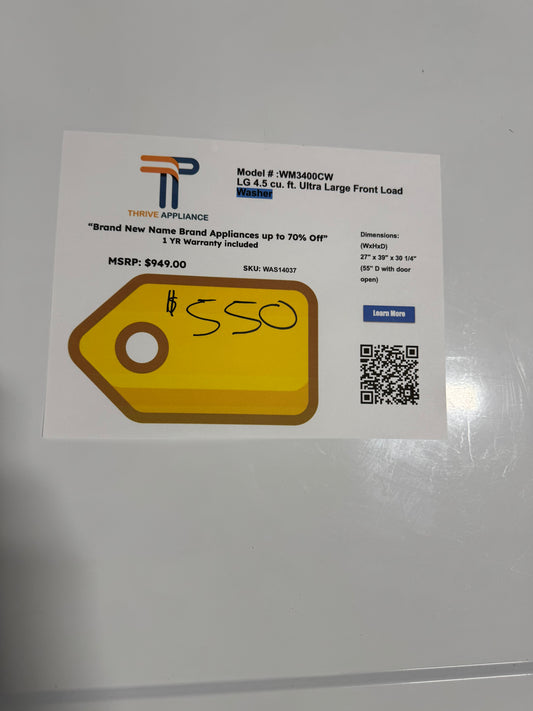 THRIVE APPLIANCE
Model # :WM3400CW
LG 4.5 cu. ft. Ultra Large Front Load
Washer
“Brand New Name Brand Appliances up to 70% Off”
1 YR Warranty included
MSRP: $949.00
SKU: WAS14037
$550
Dimensions:
(WxHxD)
27" x 39" x 30 1/4"
(55" D with door
open)
Learn More